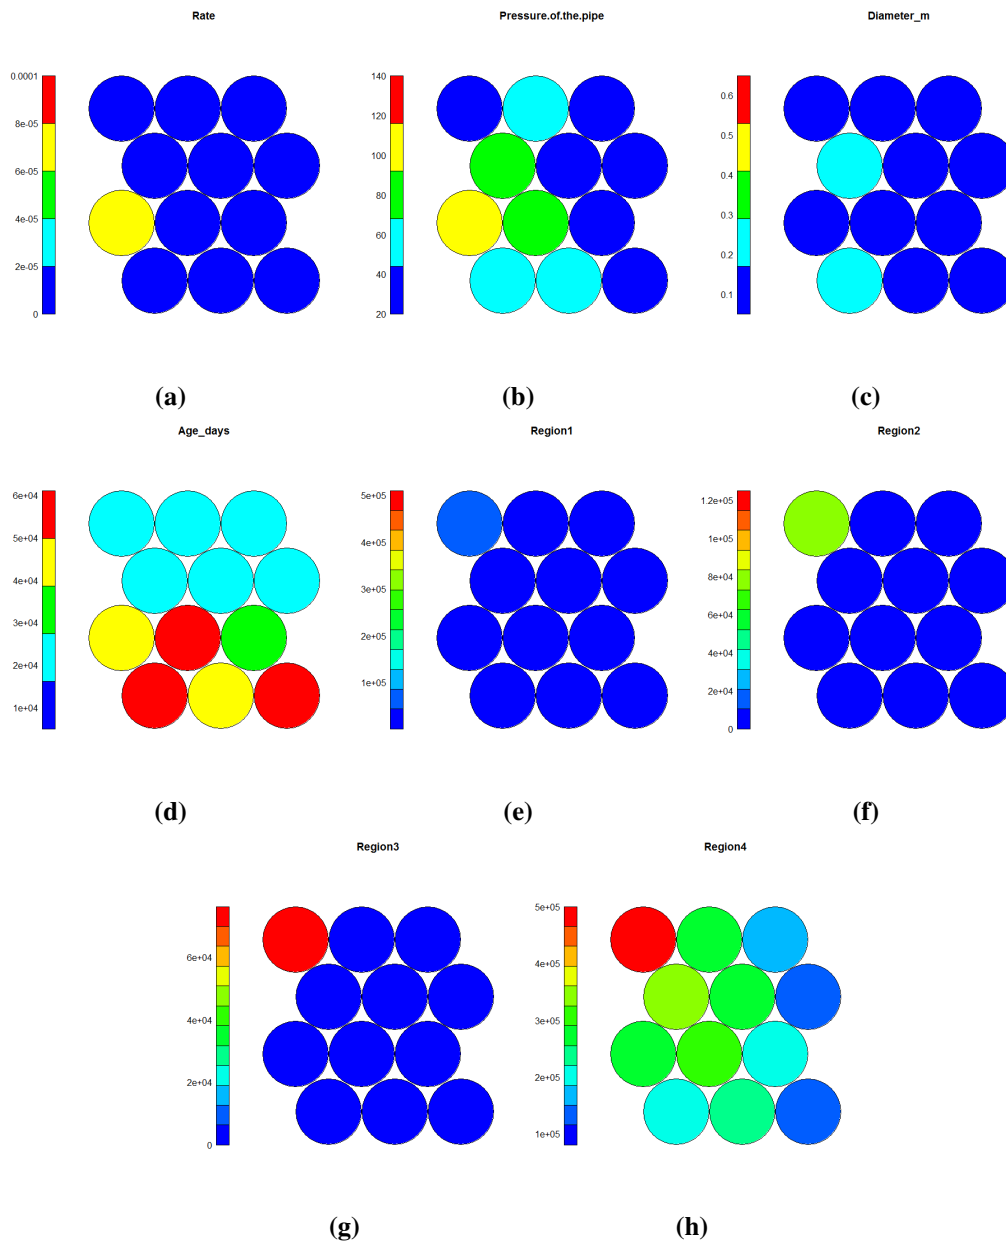 Rate
Pressure.of.the.pipe
Diameter_m
0.0001
8e-05
6e-05
4e-05
2e-05
0
140
120
100
80
60
40
20
0.6
0.5
0.4
0.3
0.2
0.1
(a)
(b)
(c)
Age_days
Region1
Region2
6e+04
5e+04
4e+04
3e+04
2e+04
1e+04
5e+05
4e+05
3e+05
2e+05
1e+05
1.2e+05
1e+05
8e+04
6e+04
4e+04
2e+04
0
(d)
(e)
(f)
Region3
Region4
6e+04
4e+04
2e+04
0
5e+05
4e+05
3e+05
2e+05
1e+05
(g)
(h)